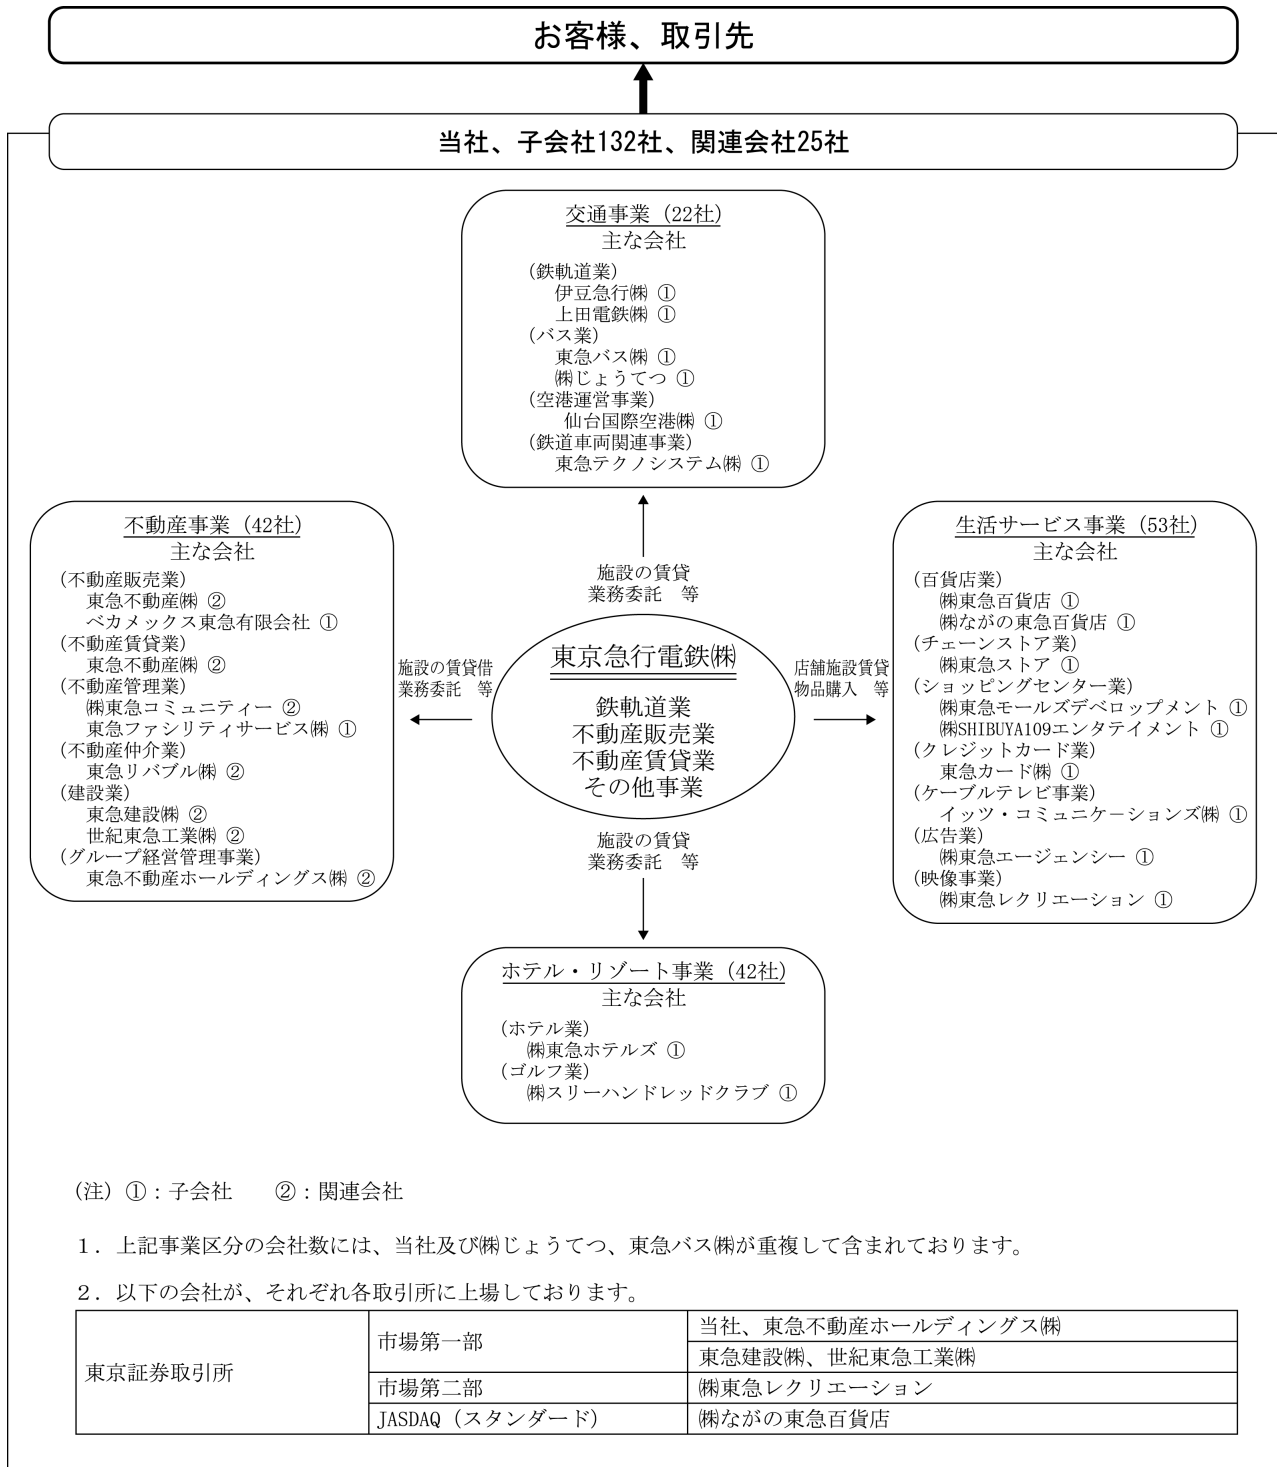 お客様、取引先
当社、子会社132社、関連会社25社
交通事業（22社）
主な会社
（鉄軌道業）
伊豆急行㈱ ①
上田電鉄㈱ ①
（バス業）
東急バス㈱ ①
㈱じょうてつ ①
（空港運営事業）
仙台国際空港㈱ ①
（鉄道車両関連事業）
東急テクノシステム㈱ ①
不動産事業（42社）
主な会社
（不動産販売業）
東急不動産㈱ ②
ベカメックス東急有限会社 ①
（不動産賃貸業）
東急不動産㈱ ②
（不動産管理業）
㈱東急コミュニティー ②
東急ファシリティサービス㈱ ①
（不動産仲介業）
東急リバブル㈱ ②
（建設業）
東急建設㈱ ②
世紀東急工業㈱ ②
（グループ経営管理事業）
東急不動産ホールディングス㈱ ②
施設の賃貸
業務委託　等
施設の賃貸借
業務委託　等
東京急行電鉄㈱
鉄軌道業
不動産販売業
不動産賃貸業
その他事業
店舗施設賃貸
物品購入　等
施設の賃貸
業務委託　等
生活サービス事業（53社）
主な会社
（百貨店業）
㈱東急百貨店 ①
㈱ながの東急百貨店 ①
（チェーンストア業）
㈱東急ストア ①
（ショッピングセンター業）
㈱東急モールズデベロップメント ①
㈱SHIBUYA109エンタテイメント ①
（クレジットカード業）
東急カード㈱ ①
（ケーブルテレビ事業）
イッツ・コミュニケーションズ㈱ ①
（広告業）
㈱東急エージェンシー ①
（映像事業）
㈱東急レクリエーション ①
ホテル・リゾート事業（42社）
主な会社
（ホテル業）
㈱東急ホテルズ ①
（ゴルフ業）
㈱スリーハンドレッドクラブ ①
（注）①：子会社　　②：関連会社
１．上記事業区分の会社数には、当社及び㈱じょうてつ、東急バス㈱が重複して含まれております。
２．以下の会社が、それぞれ各取引所に上場しております。
東京証券取引所
市場第一部
当社、東急不動産ホールディングス㈱
東急建設㈱、世紀東急工業㈱
市場第二部
㈱東急レクリエーション
JASDAQ（スタンダード）
㈱ながの東急百貨店